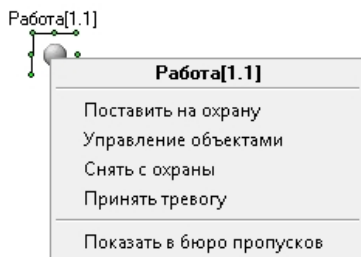 Работа[1.1]
Работа[1.1]
Поставить на охрану
Управление объектами
Снять с охраны
Принять тревогу
Показать в бюро пропусков